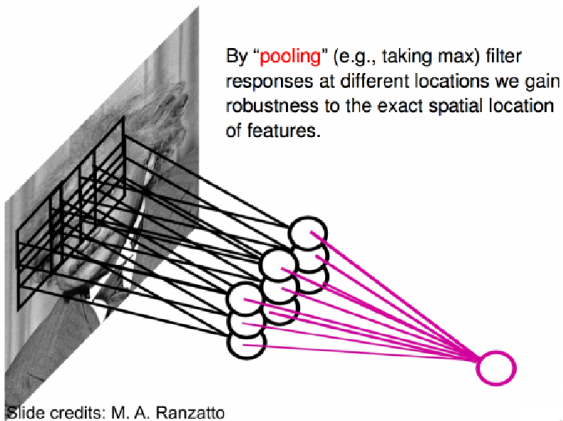 By “pooling” (e.g., taking max) filter
responses at different locations we gain
robustness to the exact spatial location
of features.
Slide credits: M. A. Ranzatto